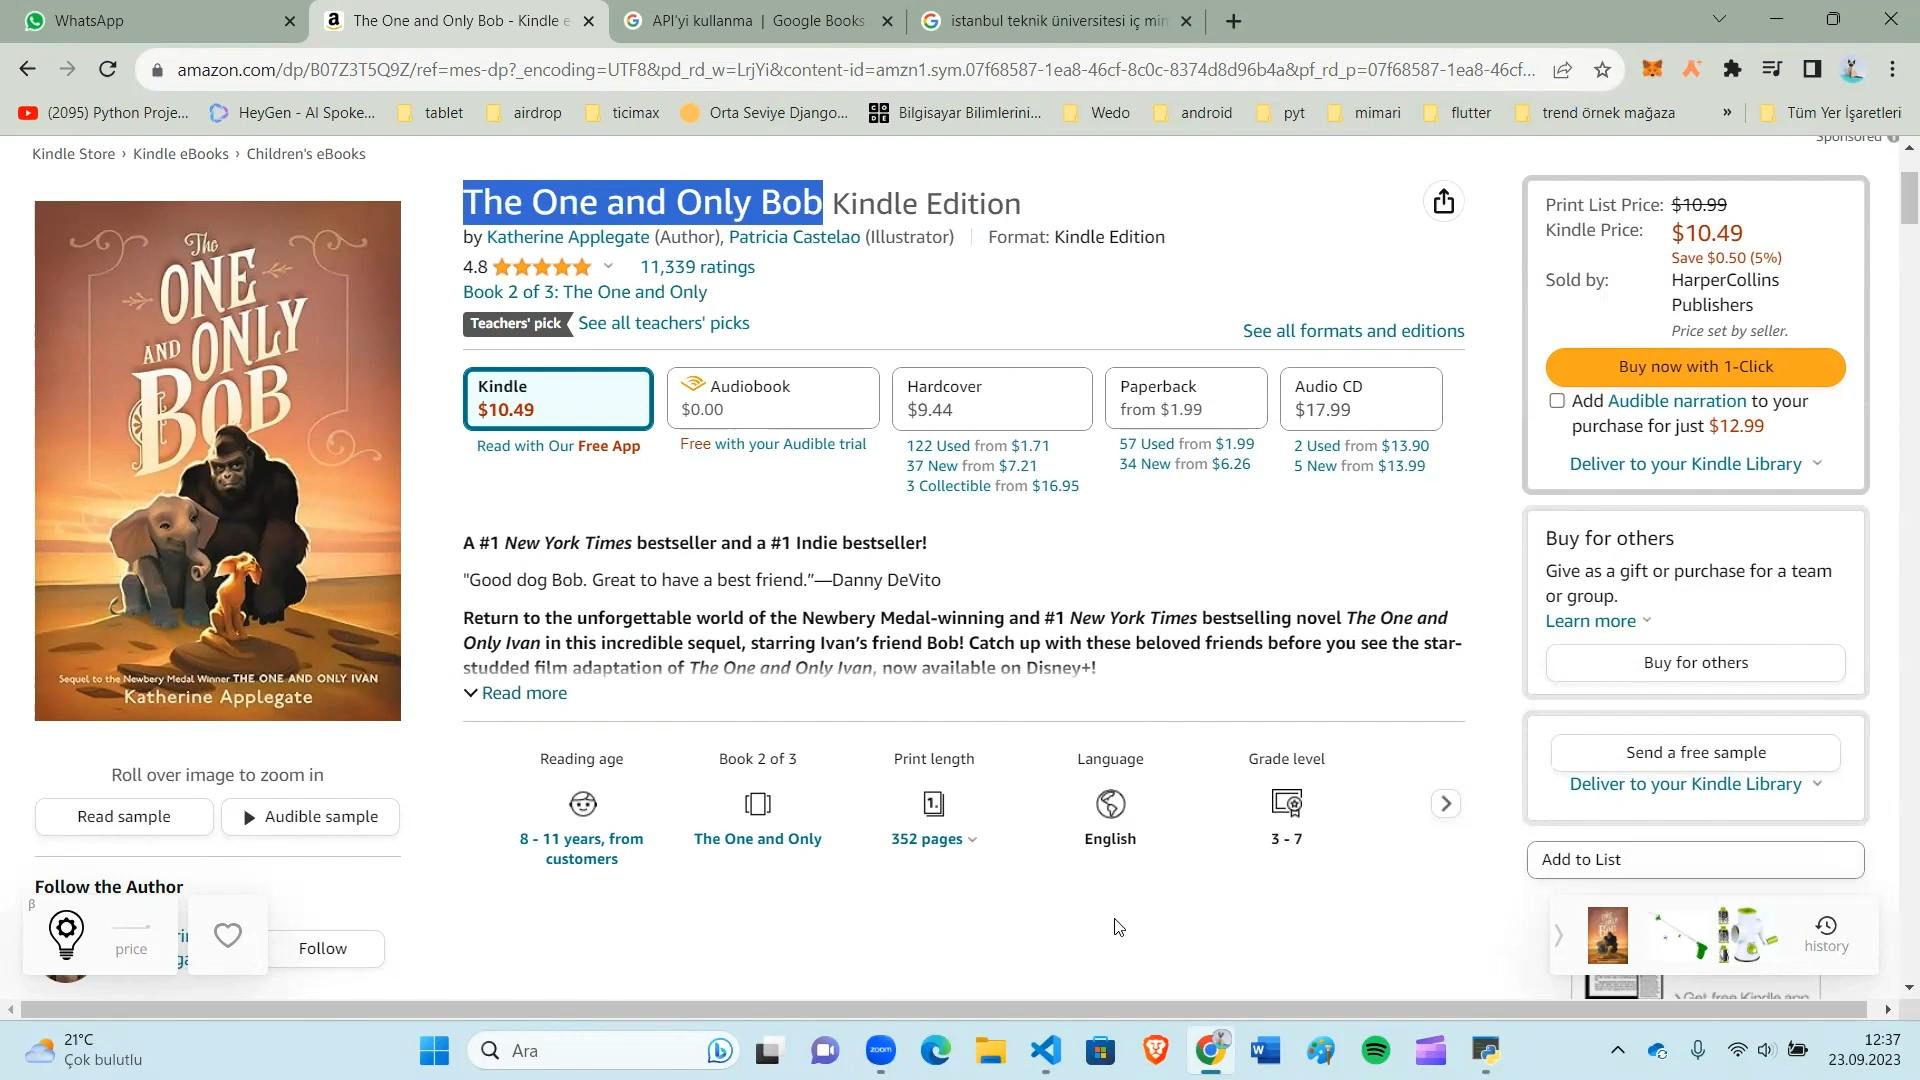 WhatsApp
The One and Only Bob - Kindle e
API'yi kullanma | Google Books
istanbul teknik üniversitesi iç mim
amazon.com/dp/B07Z3T5Q9Z/ref=mes-dp?_encoding=UTF8&pd_rd_w=LrjYi&content-id=amzn1.sym.07f68587-1ea8-46cf-8c0c-8374d8d96b4a&pf_rd_p=07f68587-1ea8-46cf...
(2095) Python Proje...
HeyGen - AI Spoke...
tablet
airdrop
ticimax
Orta Seviye Django...
CODE
Bilgisayar Bilimlerini...
Wedo
android
pyt
mimari
flutter
trend örnek mağaza
»
Tüm Yer İşaretleri
Sponsored
Kindle Store › Kindle eBooks › Children's eBooks
The
ONE
AND ONLY
BOB
Sequel to the Newbery Medal Winner THE ONE AND ONLY IVAN
Katherine Applegate
Roll over image to zoom in
Read sample
Audible sample
Follow the Author
β
price
Follow
The One and Only Bob Kindle Edition
by Katherine Applegate (Author), Patricia Castelao (Illustrator) | Format: Kindle Edition
4.8 11,339 ratings
Book 2 of 3: The One and Only
Teachers' pick See all teachers' picks
See all formats and editions
Kindle
$10.49
Read with Our Free App
Audiobook
$0.00
Free with your Audible trial
Hardcover
$9.44
122 Used from $1.71
37 New from $7.21
3 Collectible from $16.95
Paperback
from $1.99
57 Used from $1.99
34 New from $6.26
Audio CD
$17.99
2 Used from $13.90
5 New from $13.99
A #1 New York Times bestseller and a #1 Indie bestseller!
"Good dog Bob. Great to have a best friend.”—Danny DeVito
Return to the unforgettable world of the Newbery Medal-winning and #1 New York Times bestselling novel The One and
Only Ivan in this incredible sequel, starring Ivan’s friend Bob! Catch up with these beloved friends before you see the star-
studded film adaptation of The One and Only Ivan, now available on Disney+!
Read more
Reading age
8 - 11 years, from
customers
Book 2 of 3
The One and Only
Print length
1.
352 pages
Language
English
Grade level
3 - 7
Print List Price: $10.99
Kindle Price: $10.49
Save $0.50 (5%)
Sold by: HarperCollins
Publishers
Price set by seller.
Buy now with 1-Click
Add Audible narration to your
purchase for just $12.99
Deliver to your Kindle Library
Buy for others
Give as a gift or purchase for a team
or group.
Learn more
Buy for others
Send a free sample
Deliver to your Kindle Library
Add to List
history
Get free Kindle app
21°C
Çok bulutlu
Ara
zoom
12:37
23.09.2023